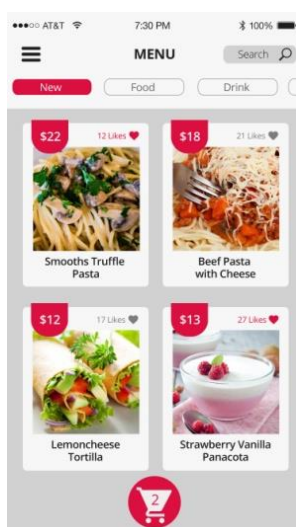 AT&T 7:30 PM 100%
MENU Search
New Food Drink
$22 12 Likes
$18 21 Likes
Smooths Truffle
Pasta
Beef Pasta
with Cheese
$12 17 Likes
$13 27 Likes
Lemoncheese
Tortilla
Strawberry Vanilla
Panacota
2